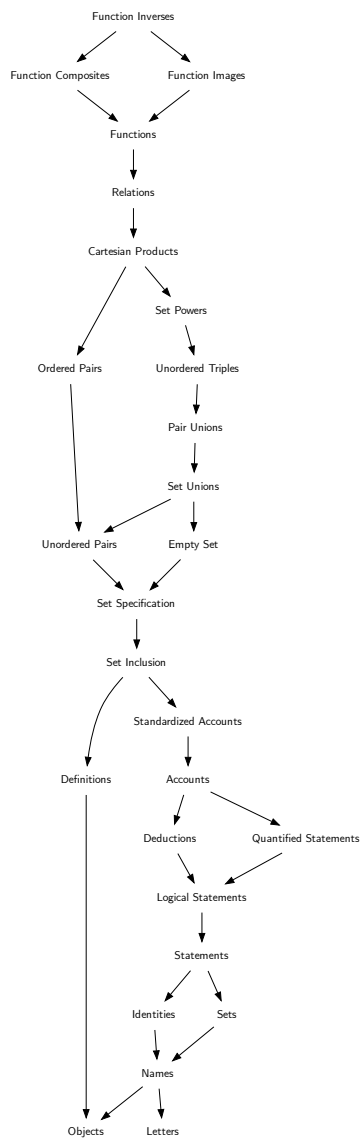 Function Inverses
Function Composites
Function Images
Functions
Relations
Cartesian Products
Set Powers
Ordered Pairs
Unordered Triples
Pair Unions
Set Unions
Unordered Pairs
Empty Set
Set Specification
Set Inclusion
Standardized Accounts
Definitions
Accounts
Deductions
Quantified Statements
Logical Statements
Statements
Identities
Sets
Names
Objects
Letters